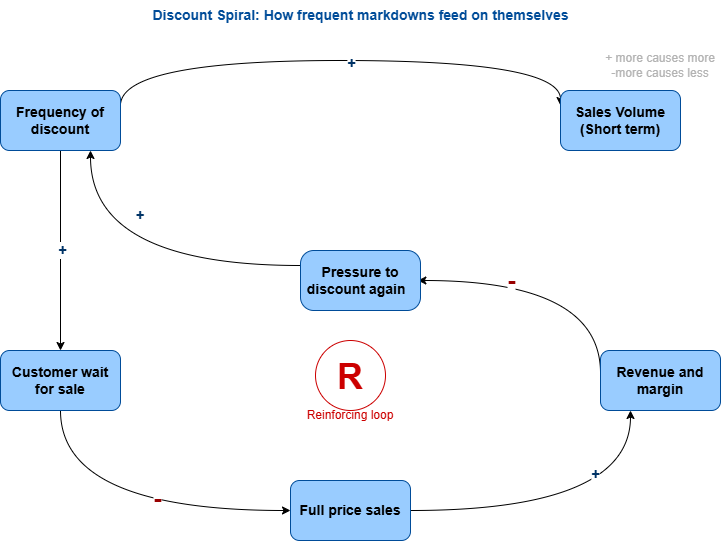 Discount Spiral: How frequent markdowns feed on themselves
+ more causes more
-more causes less
+
Frequency of
discount
Sales Volume
(Short term)
+
+
Pressure to
discount again
-
R
Reinforcing loop
Customer wait
for sale
Revenue and
margin
+
-
Full price sales